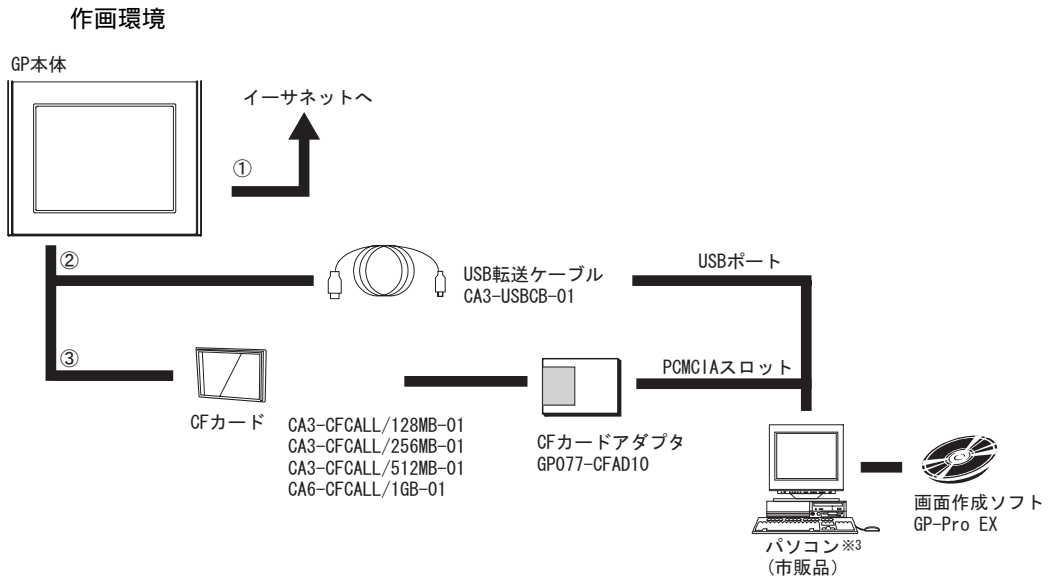 作画環境
GP本体
イーサネットへ
①
②
USB転送ケーブル
CA3-USBCB-01
USBポート
③
CFカード
CA3-CFCALL/128MB-01
CA3-CFCALL/256MB-01
CA3-CFCALL/512MB-01
CA6-CFCALL/1GB-01
CFカードアダプタ
GP077-CFAD10
PCMCIAスロット
パソコン※3
(市販品)
画面作成ソフト
GP-Pro EX